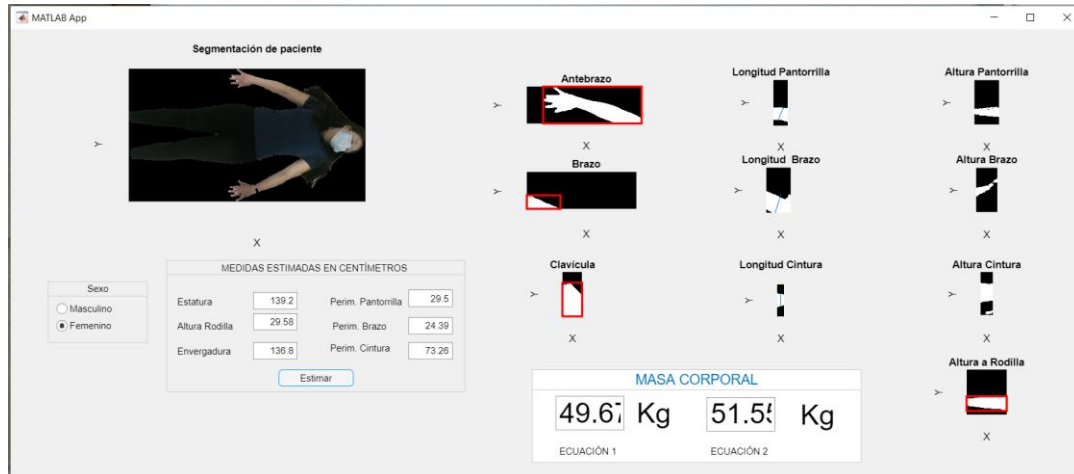 MATLAB App
Segmentación de paciente
Y
X
Antebrazo
Y
X
Longitud Pantorrilla
Y
X
Altura Pantorrilla
Y
X
Brazo
Y
X
Longitud Brazo
Y
X
Altura Brazo
Y
X
Clavícula
Y
X
Longitud Cintura
Y
X
Altura Cintura
Y
X
Altura a Rodilla
Y
X
Sexo
Masculino
Femenino
MEDIDAS ESTIMADAS EN CENTÍMETROS
Estatura 139.2 Perim. Pantorrilla 29.5
Altura Rodilla 29.58 Perim. Brazo 24.39
Envergadura 136.8 Perim. Cintura 73.26
Estimar
MASA CORPORAL
Kg Kg
ECUACIÓN 1 ECUACIÓN 2